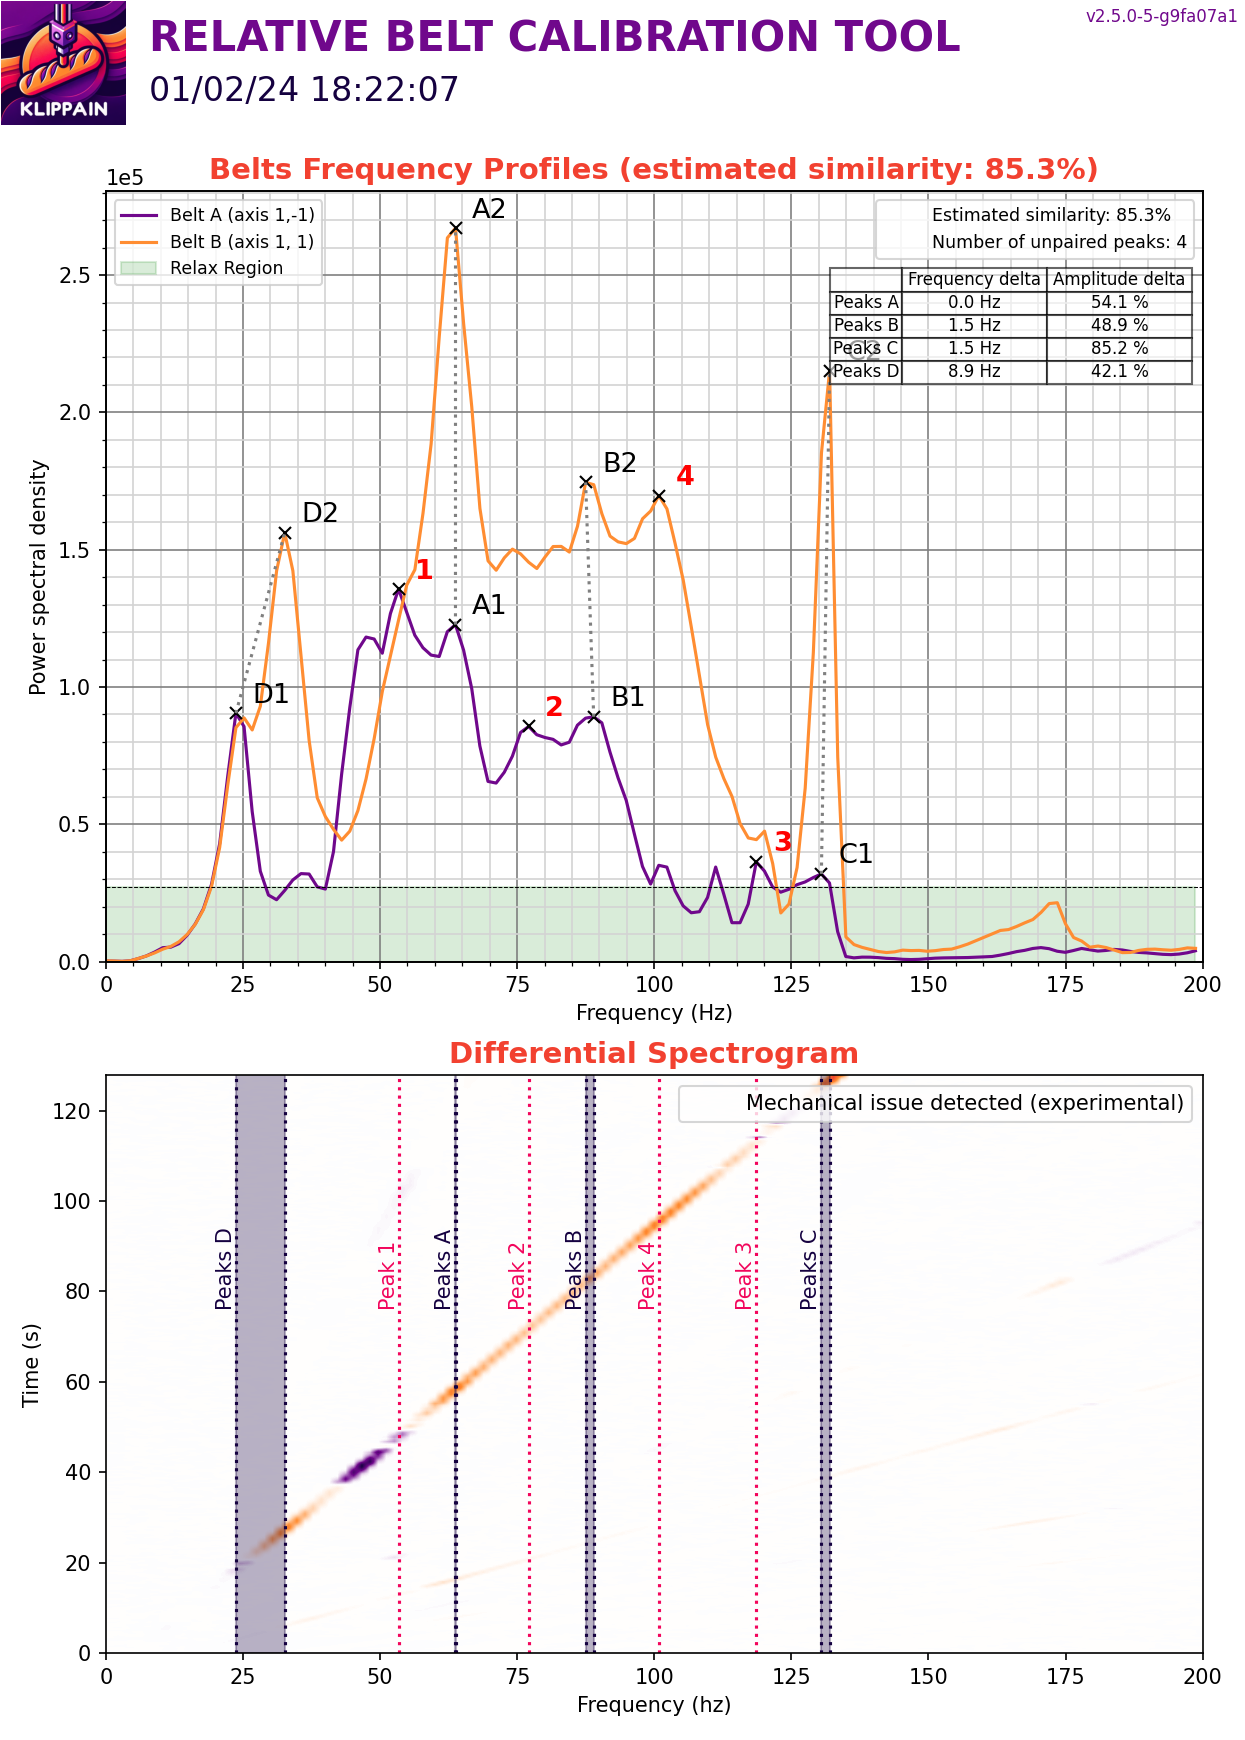 KLIPPAIN
RELATIVE BELT CALIBRATION TOOL
01/02/24 18:22:07
v2.5.0-5-g9fa07a1
Belts Frequency Profiles (estimated similarity: 85.3%)
1e5
Belt A (axis 1,-1)
Belt B (axis 1, 1)
Relax Region
Estimated similarity: 85.3%
Number of unpaired peaks: 4
Frequency delta Amplitude delta
Peaks A 0.0 Hz 54.1 %
Peaks B 1.5 Hz 48.9 %
Peaks C 1.5 Hz 85.2 %
Peaks D 8.9 Hz 42.1 %
A2
C2
B2
4
D2
1
A1
D1
2
B1
3
C1
Power spectral density
2.5
2.0
1.5
1.0
0.5
0.0
0 25 50 75 100 125 150 175 200
Frequency (Hz)
Differential Spectrogram
Mechanical issue detected (experimental)
Peaks D
Peak 1
Peaks A
Peak 2
Peaks B
Peak 4
Peak 3
Peaks C
Time (s)
120
100
80
60
40
20
0
0 25 50 75 100 125 150 175 200
Frequency (hz)